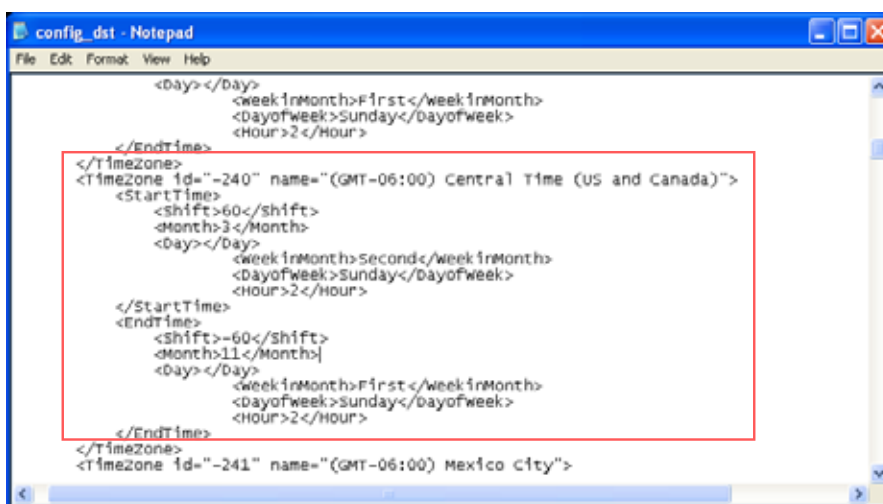 config_dst - Notepad
File Edit Format View Help
<Day></Day>
<WeekinMonth>First</WeekinMonth>
<DayofWeek>Sunday</DayofWeek>
<Hour>2</Hour>
</EndTime>
</TimeZone>
<TimeZone id="-240" name="(GMT-06:00) Central Time (US and Canada)">
<StartTime>
<Shift>60</Shift>
<Month>3</Month>
<Day></Day>
<WeekinMonth>Second</WeekinMonth>
<DayofWeek>Sunday</DayofWeek>
<Hour>2</Hour>
</StartTime>
<EndTime>
<Shift>-60</Shift>
<Month>11</Month>
<Day></Day>
<WeekinMonth>First</WeekinMonth>
<DayofWeek>Sunday</DayofWeek>
<Hour>2</Hour>
</EndTime>
</TimeZone>
<TimeZone id="-241" name="(GMT-06:00) Mexico City">